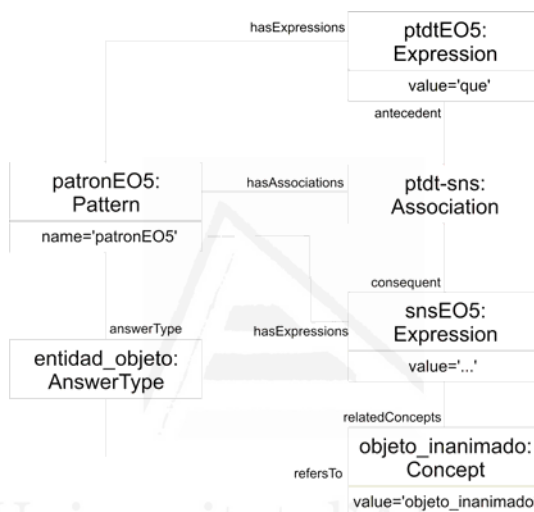 hasExpressions
ptdtEO5:
Expression
value='que'
antecedent
patronEO5:
Pattern
name='patronEO5'
hasAssociations
ptdt-sns:
Association
consequent
answerType
hasExpressions
snsEO5:
Expression
value='...'
entidad_objeto:
AnswerType
relatedConcepts
refersTo
objeto_inanimado:
Concept
value='objeto_inanimado